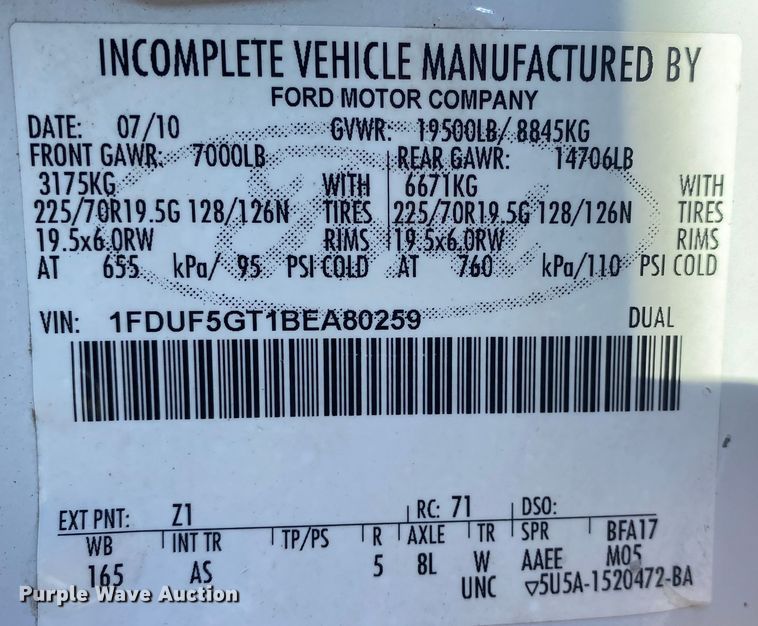 INCOMPLETE VEHICLE MANUFACTURED BY
FORD MOTOR COMPANY
DATE: 07/10 GVWR: 19500LB/ 8845KG
FRONT GAWR: 7000LB REAR GAWR: 14706LB
3175KG WITH 6671KG WITH
225/70R19.5G 128/126N TIRES 225/70R19.5G 128/126N TIRES
19.5x6.0RW RIMS 19.5x6.0RW RIMS
AT 655 kPa/ 95 PSI COLD AT 760 kPa/110 PSI COLD
VIN: 1FDUF5GT1BEA80259 DUAL
EXT PNT: Z1 RC: 71 DSO:
WB INT TR TP/PS R AXLE TR SPR BFA17
165 AS 5 8L W AAEE M05
UNC ▽5U5A-1520472-BA
Purple Wave Auction